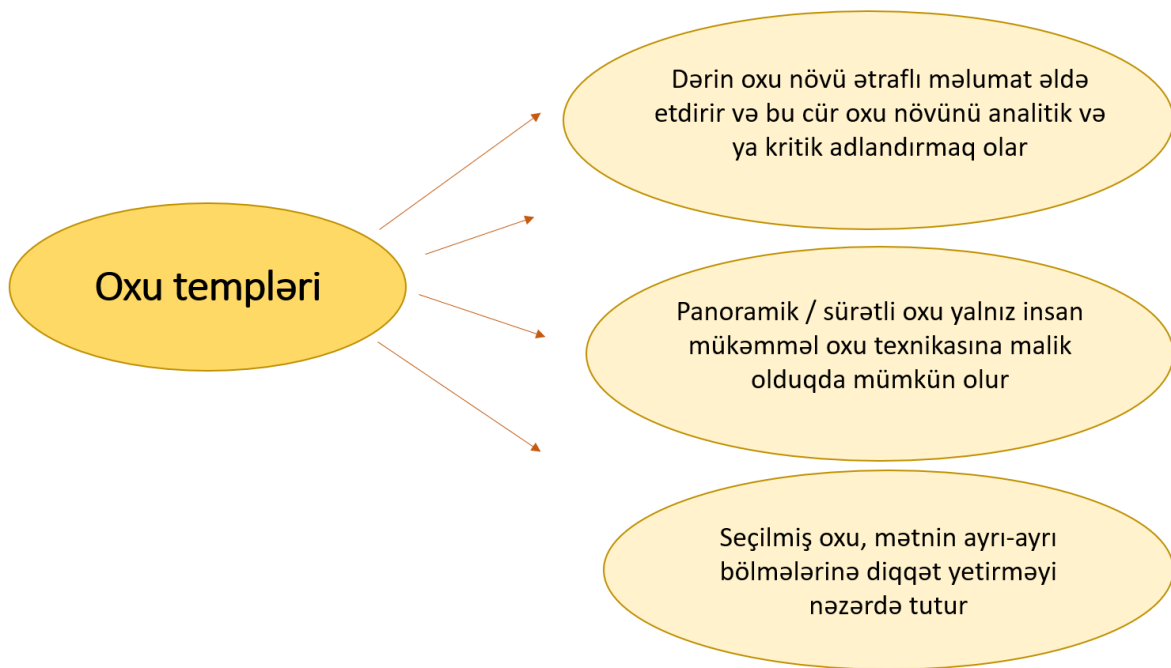 Oxu templəri
Dərin oxu növü ətraflı məlumat əldə
etdirir və bu cür oxu növünü analitik və
ya kritik adlandırmaq olar
Panoramik / sürətli oxu yalnız insan
mükəmməl oxu texnikasına malik
olduqda mümkün olur
Seçilmiş oxu, mətnin ayrı-ayrı
bölmələrinə diqqət yetirməyi
nəzərdə tutur